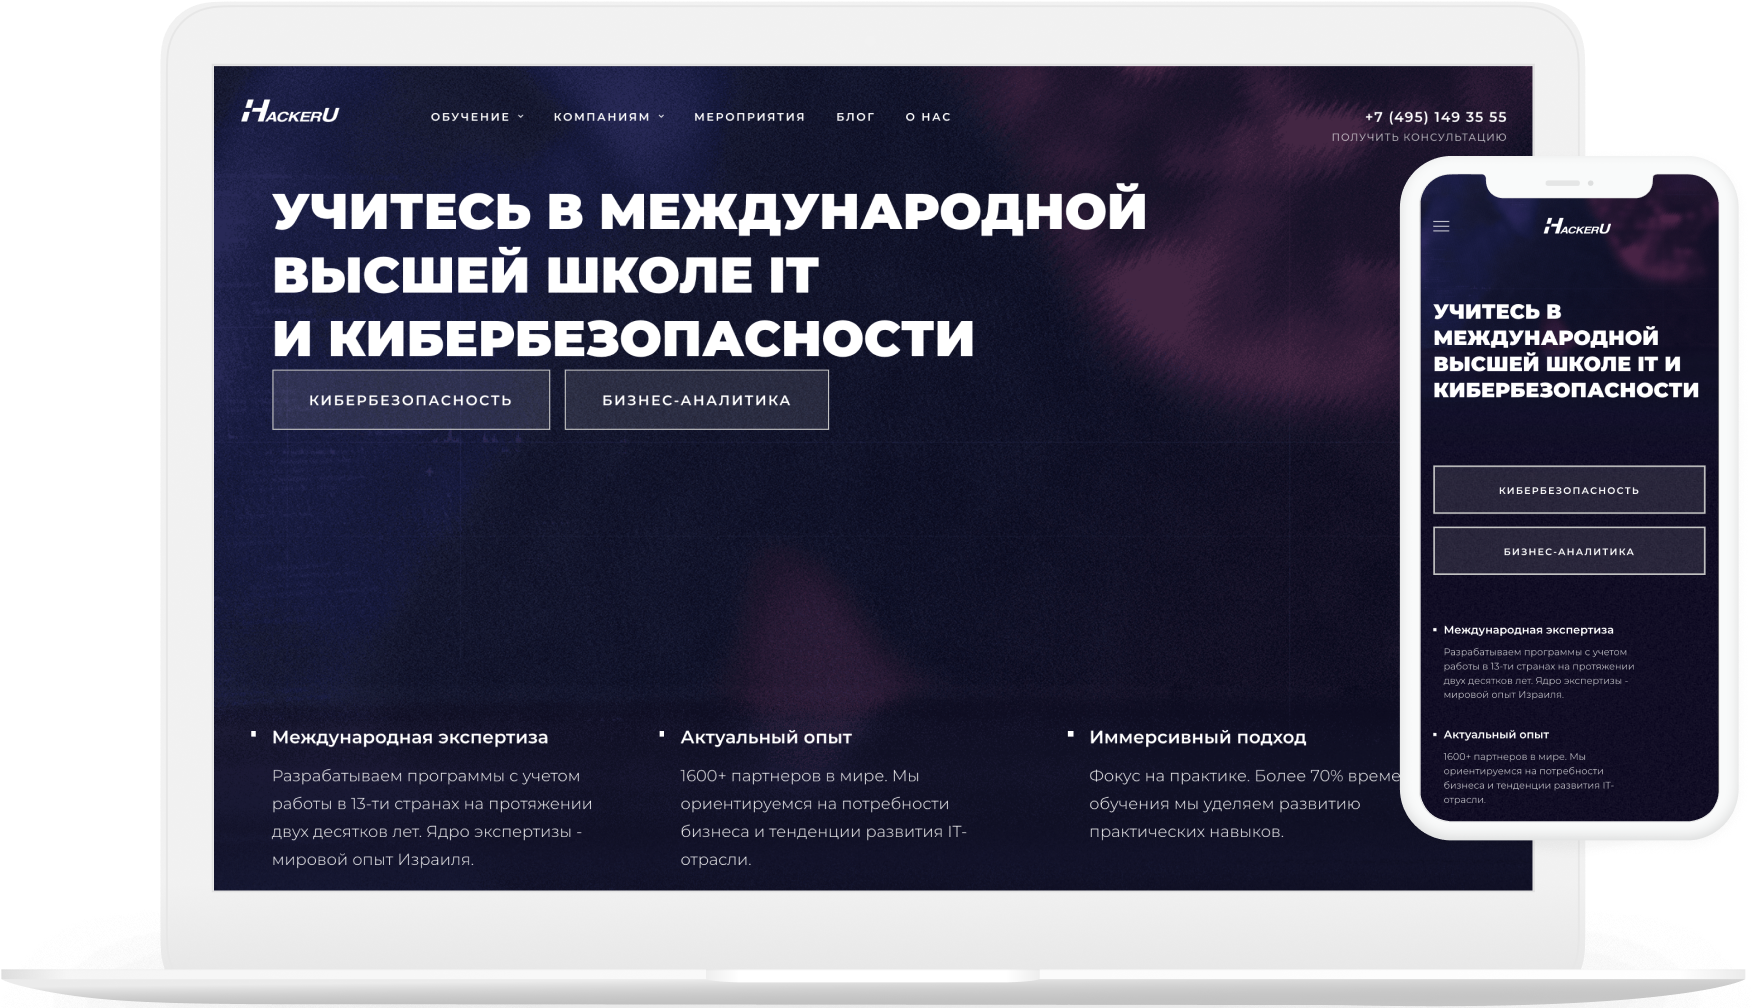 HACKERU
ОБУЧЕНИЕ КОМПАНИЯМ МЕРОПРИЯТИЯ БЛОГ О НАС
+7 (495) 149 35 55
ПОЛУЧИТЬ КОНСУЛЬТАЦИЮ
УЧИТЕСЬ В МЕЖДУНАРОДНОЙ
ВЫСШЕЙ ШКОЛЕ IT
И КИБЕРБЕЗОПАСНОСТИ
КИБЕРБЕЗОПАСНОСТЬ
БИЗНЕС-АНАЛИТИКА
Международная экспертиза
Разрабатываем программы с учетом
работы в 13-ти странах на протяжении
двух десятков лет. Ядро экспертизы -
мировой опыт Израиля.
Актуальный опыт
1600+ партнеров в мире. Мы
ориентируемся на потребности
бизнеса и тенденции развития IT-
отрасли.
Иммерсивный подход
Фокус на практике. Более 70% време
обучения мы уделяем развитию
практических навыков.
HACKERU
УЧИТЕСЬ В
МЕЖДУНАРОДНОЙ
ВЫСШЕЙ ШКОЛЕ IT И
КИБЕРБЕЗОПАСНОСТИ
КИБЕРБЕЗОПАСНОСТЬ
БИЗНЕС-АНАЛИТИКА
Международная экспертиза
Разрабатываем программы с учетом
работы в 13-ти странах на протяжении
двух десятков лет. Ядро экспертизы -
мировой опыт Израиля.
Актуальный опыт
1600+ партнеров в мире. Мы
ориентируемся на потребности
бизнеса и тенденции развития IT-
отрасли.